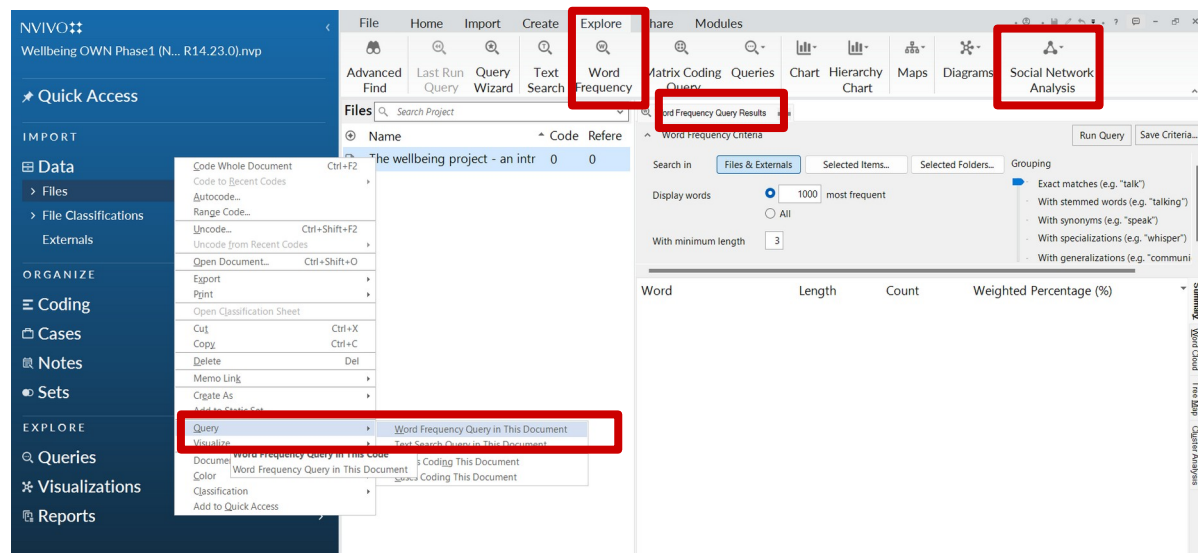 NVIVO
Wellbeing OWN Phase1 (N... R14.23.0).nvp
Quick Access
IMPORT
Data
Files
File Classifications
Externals
ORGANIZE
Coding
Cases
Notes
Sets
EXPLORE
Queries
Visualizations
Reports
File Home Import Create Explore Share Modules
Advanced Find
Last Run Query
Query Wizard
Text Search
Word Frequency
Matrix Coding Query
Queries
Chart
Hierarchy Chart
Maps
Diagrams
Social Network Analysis
Files Search Project
Name Code Refere
The wellbeing project - an intr 0 0
Code Whole Document Ctrl+F2
Code to Recent Codes
Autocode...
Range Code...
Uncode... Ctrl+Shift+F2
Uncode from Recent Codes
Open Document... Ctrl+Shift+O
Export
Print
Open Classification Sheet
Cut Ctrl+X
Copy Ctrl+C
Delete Del
Memo Link
Create As
Add to Static Set
Query
Visualize
Color
Classification
Add to Quick Access
Word Frequency Query in This Document
Text Search Query in This Document
Coding This Document
Cases Coding This Document
Word Frequency Query in This Code
Word Frequency Query in This Document
Word Frequency Query Results
Word Frequency Criteria
Run Query Save Criteria...
Search in Files & Externals Selected Items... Selected Folders... Grouping
Display words 1000 most frequent
All
With minimum length 3
Exact matches (e.g. "talk")
With stemmed words (e.g. "talking")
With synonyms (e.g. "speak")
With specializations (e.g. "whisper")
With generalizations (e.g. "communi
Word Length Count Weighted Percentage (%)
Summary
Word Cloud
Tree Map
Cluster Analysis